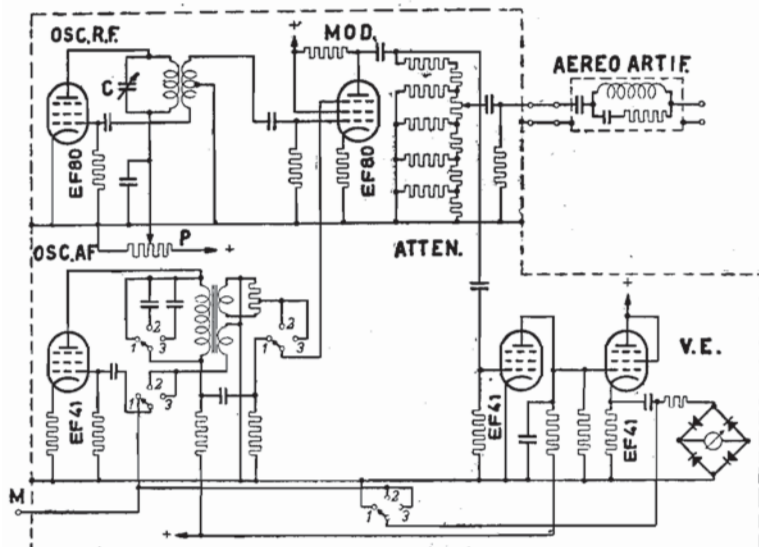 OSC.R.F.
MOD.
AEREO ARTIF.
C
+
EF80
EF80
P
+
ATTEN.
OSC.AF
2
1
3
2
1
3
2
1
3
+
V.E.
EF41
EF41
EF41
M
2
1
3
+